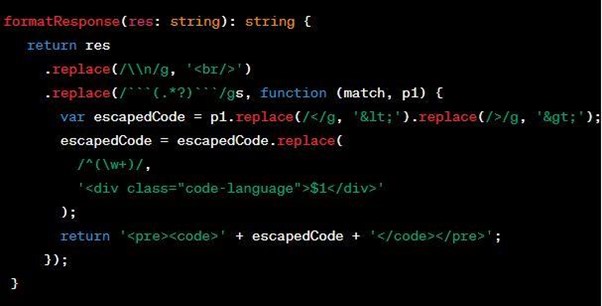 formatResponse(res: string): string {
return res
.replace(/\\n/g, '<br/>')
.replace(/```(.*?)```/gs, function (match, p1) {
var escapedCode = p1.replace(/</g, '&lt;').replace(/>/g, '&gt;');
escapedCode = escapedCode.replace(
/^(\w+)/,
'<div class="code-language">$1</div>'
);
return '<pre><code>' + escapedCode + '</code></pre>';
});
}